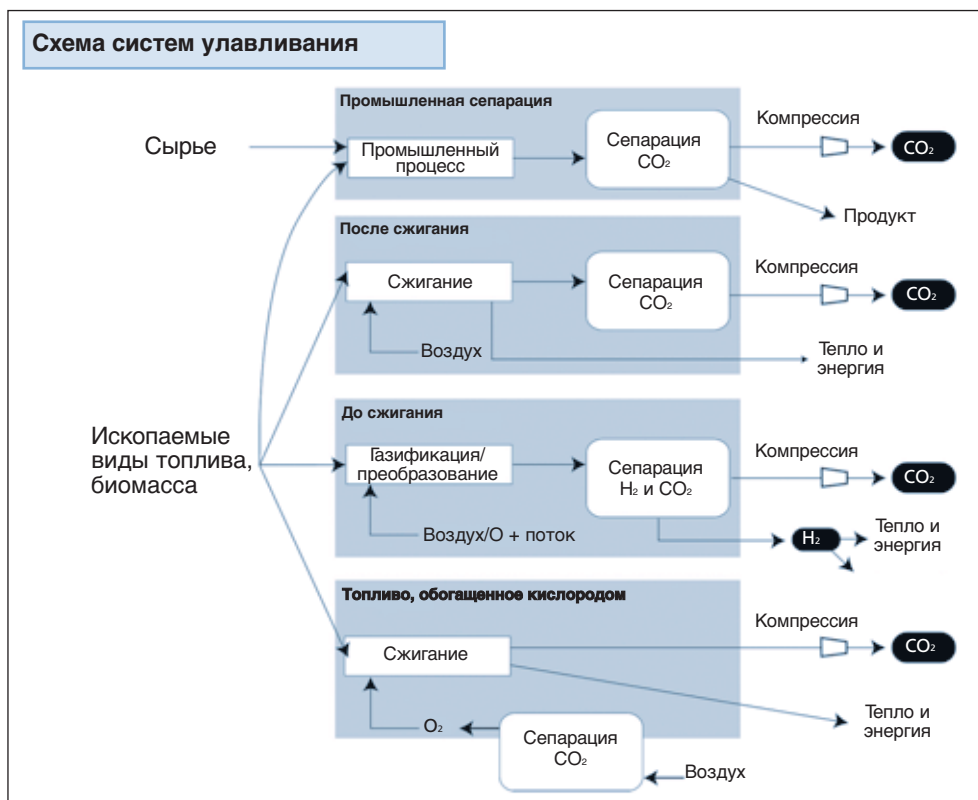 Схема систем улавливания
Промышленная сепарация
Сырье
Промышленный
процесс
Сепарация
CO₂
Компрессия
CO₂
Продукт
После сжигания
Сжигание
Сепарация
CO₂
Компрессия
CO₂
Воздух
Тепло и
энергия
До сжигания
Ископаемые
виды топлива,
биомасса
Газификация/
преобразование
Сепарация
H₂ и CO₂
Компрессия
CO₂
Воздух/О + поток
H₂
Тепло и
энергия
Топливо, обогащенное кислородом
Сжигание
Компрессия
CO₂
O₂
Сепарация
CO₂
Тепло и
энергия
Воздух